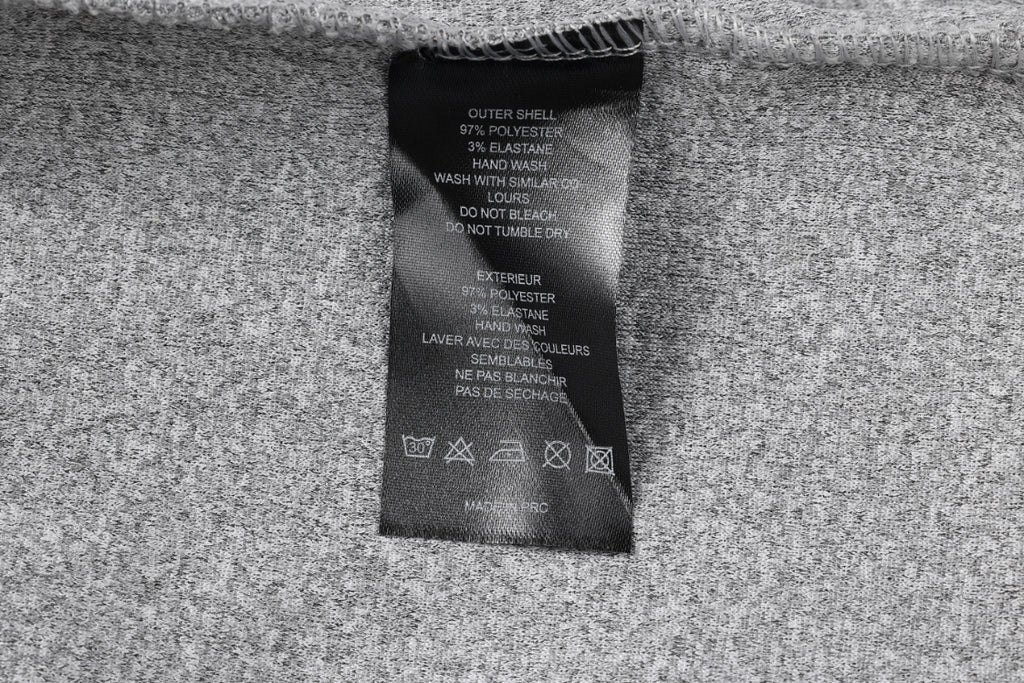 OUTER SHELL
97% POLYESTER
3% ELASTANE
HAND WASH
WASH WITH SIMILAR CO
LOURS
DO NOT BLEACH
DO NOT TUMBLE DRY
EXTERIEUR
97% POLYESTER
3% ELASTANE
HAND WASH
LAVER AVEC DES COULEURS
SEMBLABLES
NE PAS BLANCHIR
PAS DE SECHAGE
30°
MADE IN PRC